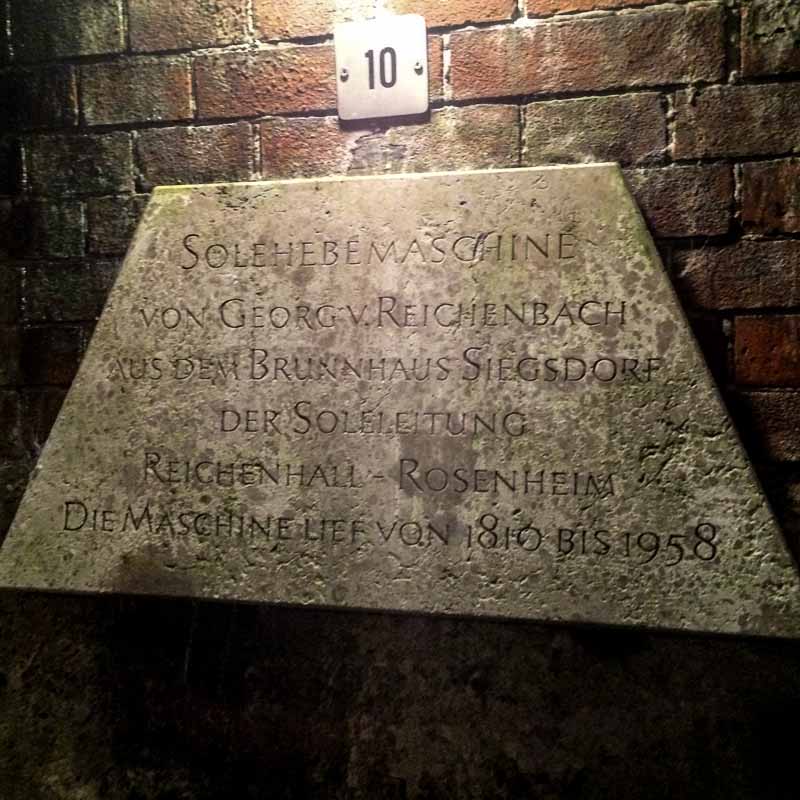 10
SOLEHEBEMASCHINE
VON GEORG V. REICHENBACH
AUS DEM BRUNNHAUS SIEGSDORF
DER SOLELEITUNG
REICHENHALL - ROSENHEIM
DIE MASCHINE LIEF VON 1810 BIS 1958